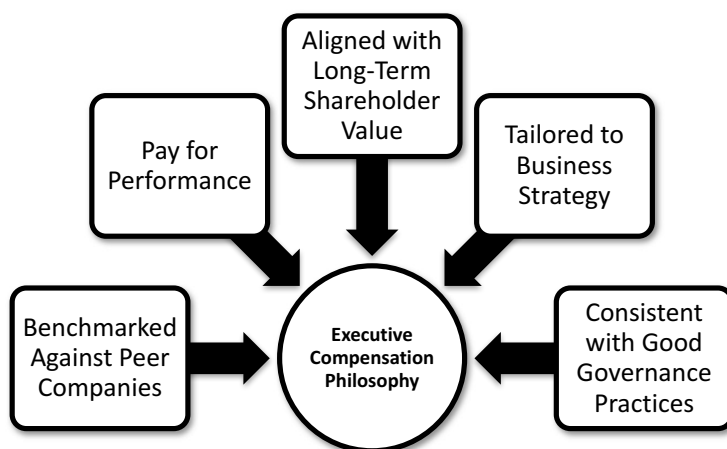 Aligned with
Long-Term
Shareholder
Value
Pay for
Performance
Tailored to
Business
Strategy
Benchmarked
Against Peer
Companies
Executive
Compensation
Philosophy
Consistent
with Good
Governance
Practices